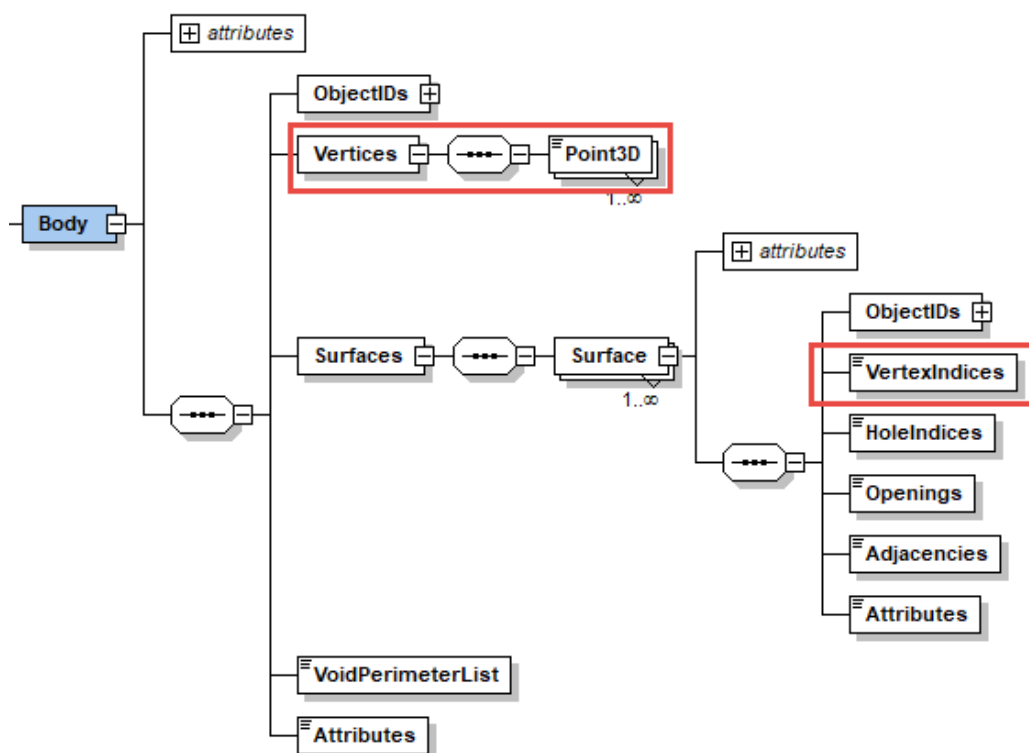 attributes
ObjectIDs
Vertices
Point3D
1..∞
Body
attributes
ObjectIDs
Surfaces
Surface
1..∞
VertexIndices
HoleIndices
Openings
Adjacencies
Attributes
VoidPerimeterList
Attributes